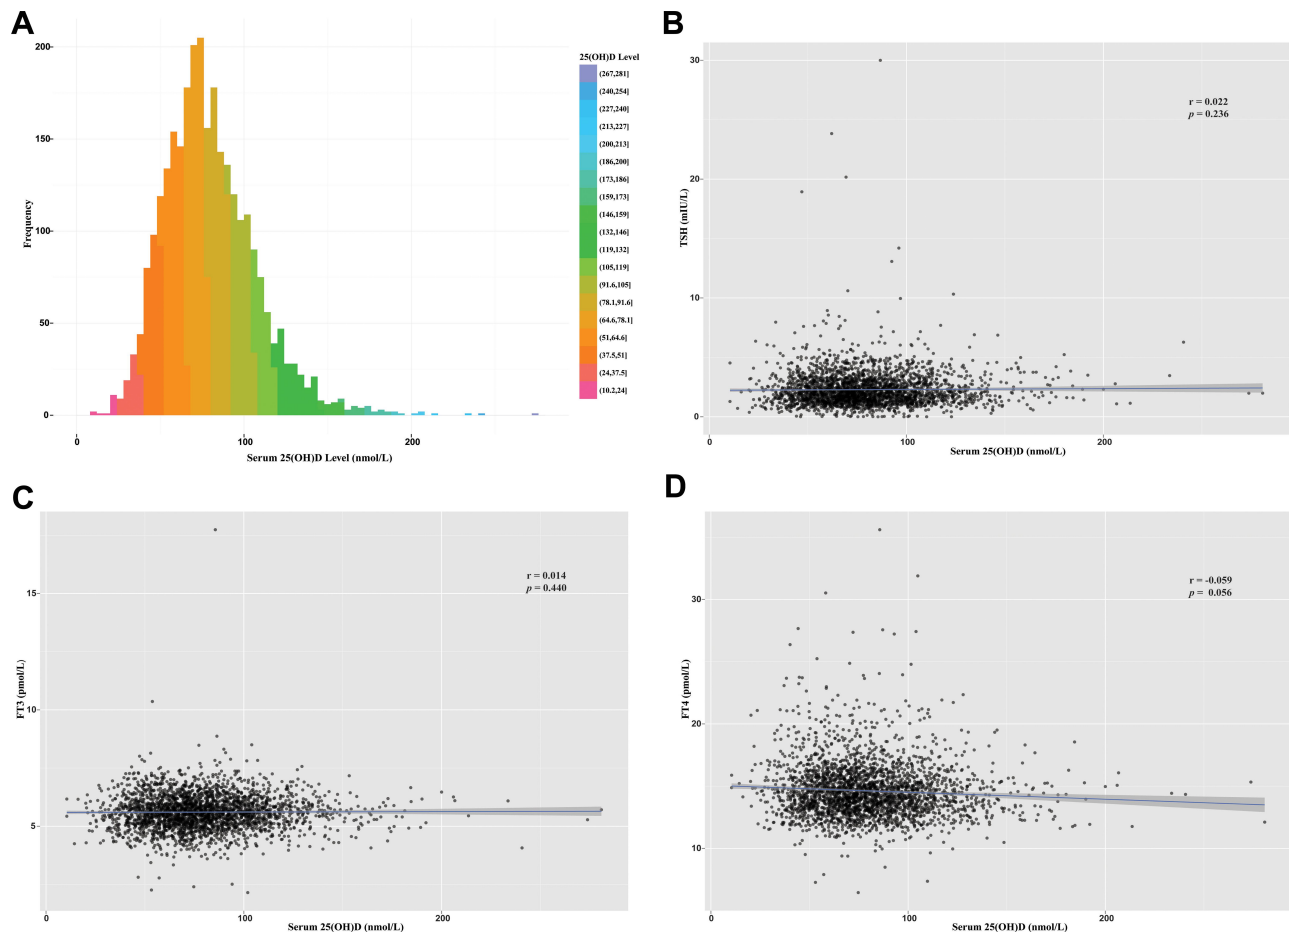 A
200
150
100
50
0
Frequency
0
100
200
Serum 25(OH)D Level (nmol/L)
25(OH)D Level
(267,281]
(240,254]
(227,240]
(213,227]
(200,213]
(186,200]
(173,186]
(159,173]
(146,159]
(132,146]
(119,132]
(105,119]
(91.6,105]
(78.1,91.6]
(64.6,78.1]
(51,64.6]
(37.5,51]
(24,37.5]
(10.2,24]
B
30
20
10
0
TSH (mIU/L)
r = 0.022
p = 0.236
0
100
200
Serum 25(OH)D (nmol/L)
C
15
10
5
FT3 (pmol/L)
r = 0.014
p = 0.440
0
100
200
Serum 25(OH)D (nmol/L)
D
30
20
10
FT4 (pmol/L)
r = -0.059
p = 0.056
0
100
200
Serum 25(OH)D (nmol/L)